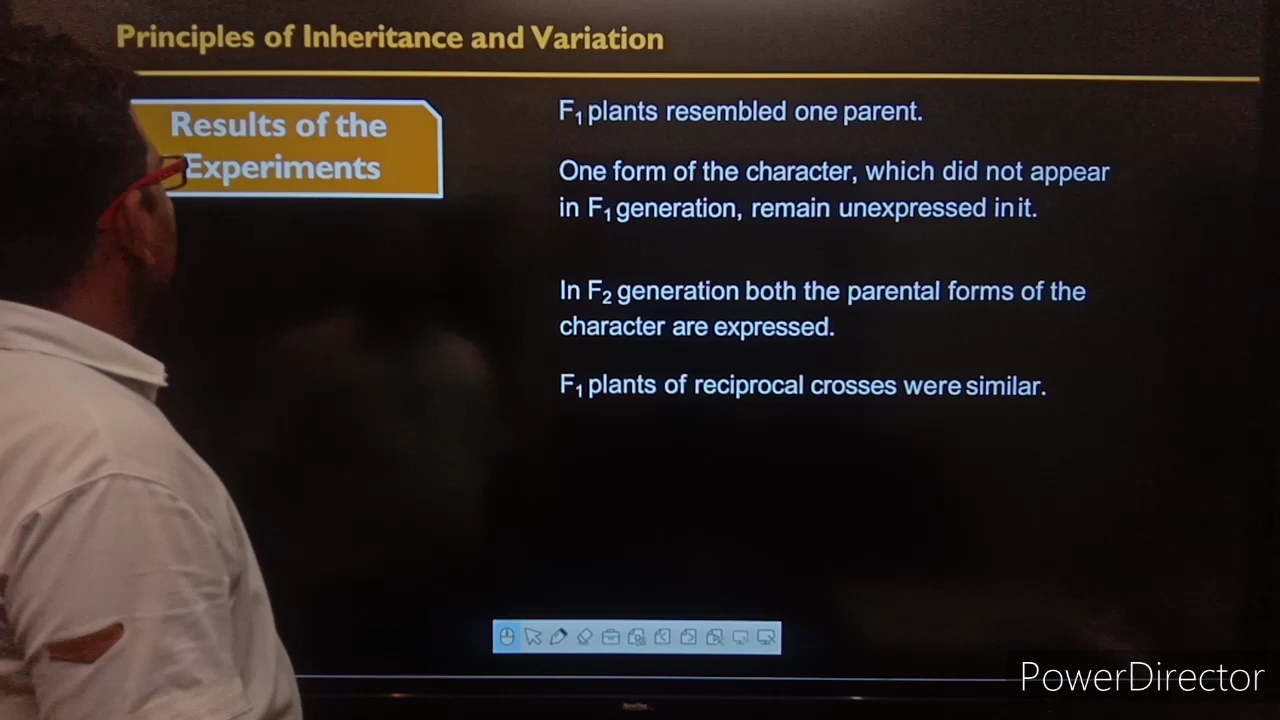 Principles of Inheritance and Variation
Results of the
Experiments
F₁ plants resembled one parent.
One form of the character, which did not appear
in F₁ generation, remain unexpressed in it.
In F₂ generation both the parental forms of the
character are expressed.
F₁ plants of reciprocal crosses were similar.
PowerDirector